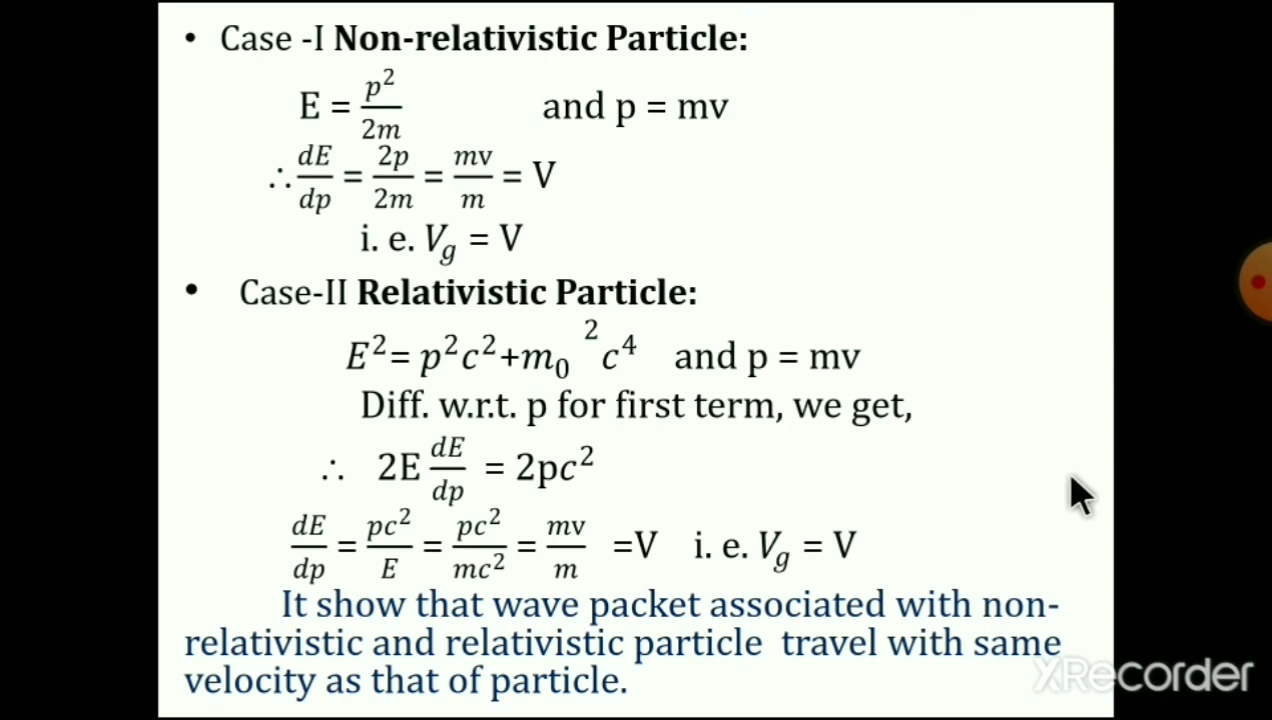 • Case -I Non-relativistic Particle:
E = p²/2m and p = mv
∴ dE/dp = 2p/2m = mv/m = V
i. e. V_g = V
• Case-II Relativistic Particle:
E²= p²c²+m₀²c⁴ and p = mv
Diff. w.r.t. p for first term, we get,
∴ 2E dE/dp = 2pc²
dE/dp = pc²/E = pc²/mc² = mv/m =V i. e. V_g = V
It show that wave packet associated with non-
relativistic and relativistic particle travel with same
velocity as that of particle.
XRecorder